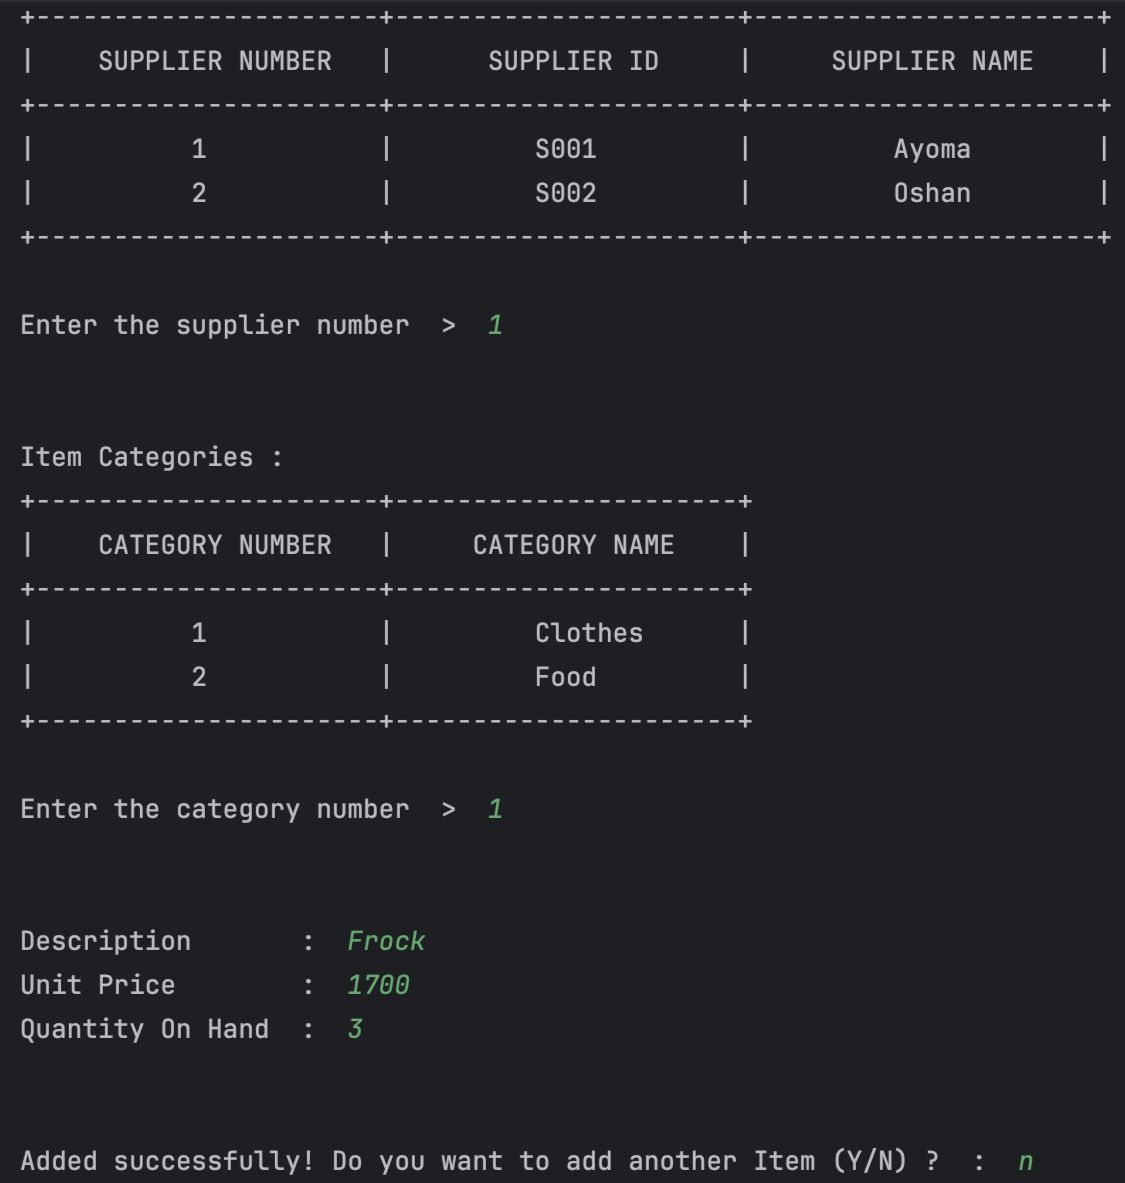 +----------------------+----------------------+----------------------+
|    SUPPLIER NUMBER   |      SUPPLIER ID     |     SUPPLIER NAME    |
+----------------------+----------------------+----------------------+
|          1           |         S001         |         Ayoma        |
|          2           |         S002         |         Oshan        |
+----------------------+----------------------+----------------------+
Enter the supplier number  >  1
Item Categories :
+----------------------+----------------------+
|    CATEGORY NUMBER   |     CATEGORY NAME    |
+----------------------+----------------------+
|          1           |         Clothes      |
|          2           |         Food         |
+----------------------+----------------------+
Enter the category number  >  1
Description       :  Frock
Unit Price        :  1700
Quantity On Hand  :  3
Added successfully! Do you want to add another Item (Y/N) ?  :  n